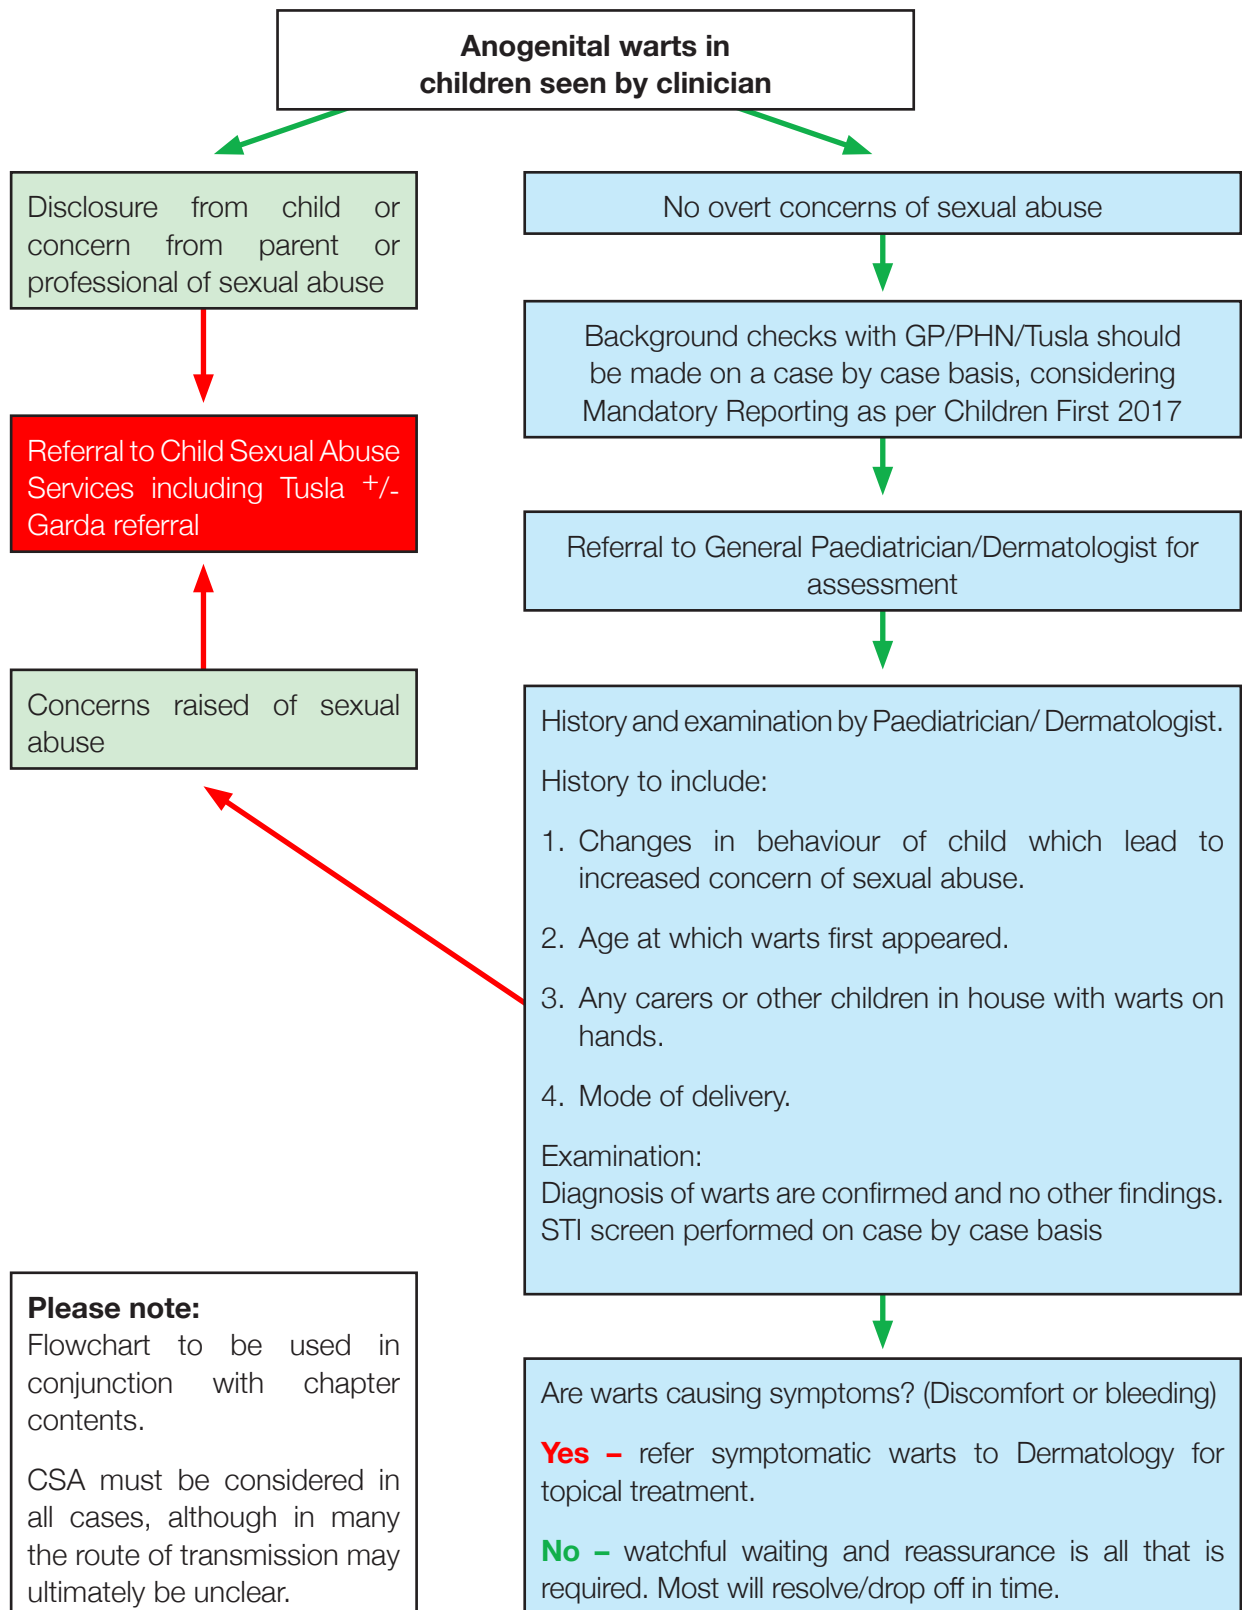 Anogenital warts in
children seen by clinician
Disclosure from child or
concern from parent or
professional of sexual abuse
Referral to Child Sexual Abuse
Services including Tusla +/-
Garda referral
Concerns raised of sexual
abuse
No overt concerns of sexual abuse
Background checks with GP/PHN/Tusla should
be made on a case by case basis, considering
Mandatory Reporting as per Children First 2017
Referral to General Paediatrician/Dermatologist for
assessment
History and examination by Paediatrician/ Dermatologist.
History to include:
1. Changes in behaviour of child which lead to
increased concern of sexual abuse.
2. Age at which warts first appeared.
3. Any carers or other children in house with warts on
hands.
4. Mode of delivery.
Examination:
Diagnosis of warts are confirmed and no other findings.
STI screen performed on case by case basis
Are warts causing symptoms? (Discomfort or bleeding)
Yes – refer symptomatic warts to Dermatology for
topical treatment.
No – watchful waiting and reassurance is all that is
required. Most will resolve/drop off in time.
Please note:
Flowchart to be used in
conjunction with chapter
contents.
CSA must be considered in
all cases, although in many
the route of transmission may
ultimately be unclear.